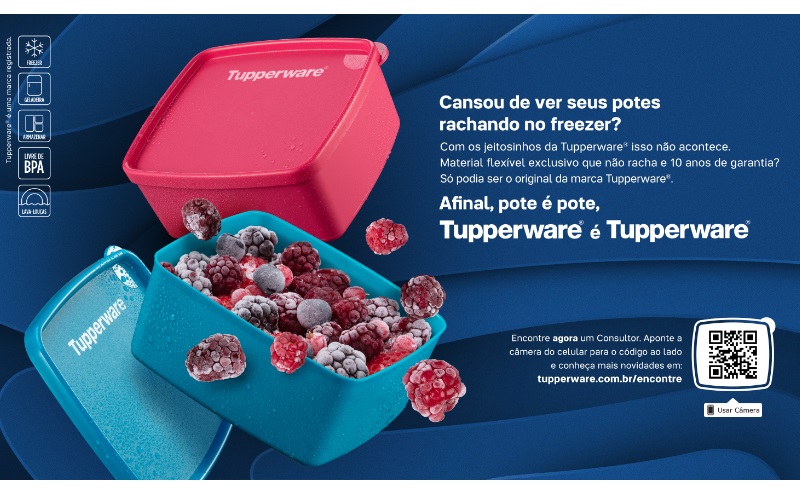 Tupperware® é uma marca registrada.
FREEZER
GELADEIRA
ARMAZENAR
LIVRE DE
BPA
LAVA-LOUÇAS
Tupperware®
Tupperware
Cansou de ver seus potes
rachando no freezer?
Com os jeitosinhos da Tupperware® isso não acontece.
Material flexível exclusivo que não racha e 10 anos de garantia?
Só podia ser o original da marca Tupperware®.
Afinal, pote é pote,
Tupperware® é Tupperware®
Encontre agora um Consultor. Aponte a
câmera do celular para o código ao lado
e conheça mais novidades em:
tupperware.com.br/encontre
Usar Câmera